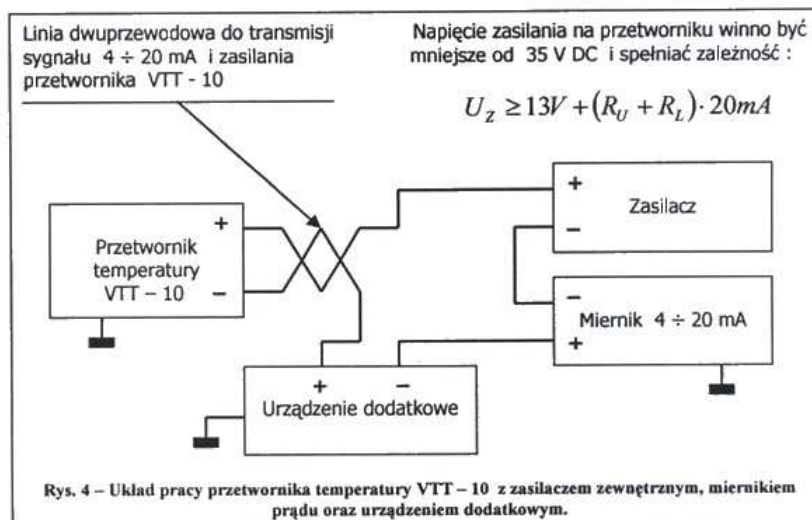 Linia dwuprzewodowa do transmisji
sygnału 4 ÷ 20 mA i zasilania
przetwornika VTT - 10
Napięcie zasilania na przetworniku winno być
mniejsze od 35 V DC i spełniać zależność :
U_Z ≥ 13V + (R_U + R_L) · 20mA
+
Przetwornik
temperatury
VTT – 10
–
+
Zasilacz
–
–
Miernik 4 ÷ 20 mA
+
+ –
Urządzenie dodatkowe
Rys. 4 – Układ pracy przetwornika temperatury VTT – 10 z zasilaczem zewnętrznym, miernikiem
prądu oraz urządzeniem dodatkowym.